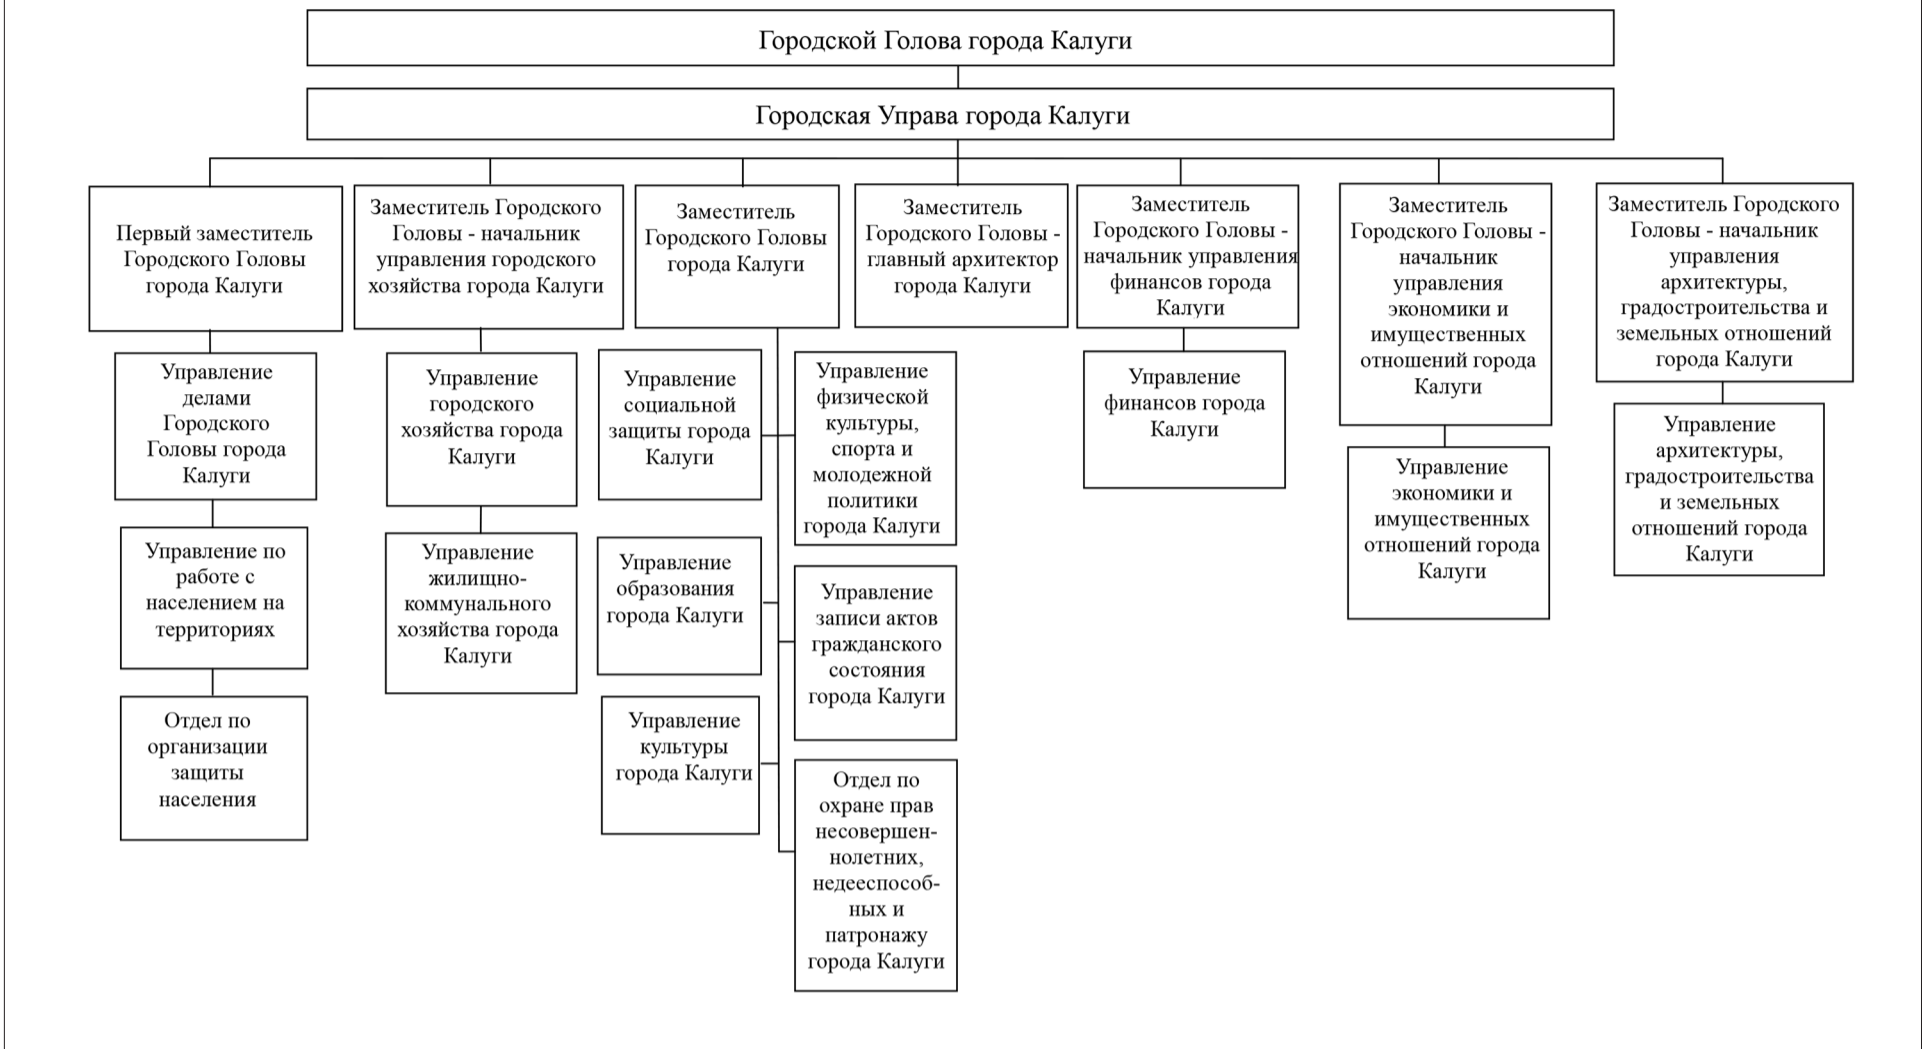 Городской Голова города Калуги
Городская Управа города Калуги
Первый заместитель
Городского Головы
города Калуги
Заместитель Городского
Головы - начальник
управления городского
хозяйства города Калуги
Заместитель
Городского Головы
города Калуги
Заместитель
Городского Головы -
главный архитектор
города Калуги
Заместитель
Городского Головы -
начальник управления
финансов города
Калуги
Заместитель
Городского Головы -
начальник
управления
экономики и
имущественных
отношений города
Калуги
Заместитель Городского
Головы - начальник
управления
архитектуры,
градостроительства и
земельных отношений
города Калуги
Управление
делами
Городского
Головы города
Калуги
Управление по
работе с
населением на
территориях
Отдел по
организации
защиты
населения
Управление
городского
хозяйства города
Калуги
Управление
жилищно-
коммунального
хозяйства города
Калуги
Управление
социальной
защиты города
Калуги
Управление
образования
города Калуги
Управление
культуры
города Калуги
Управление
физической
культуры,
спорта и
молодежной
политики
города Калуги
Управление
записи актов
гражданского
состояния
города Калуги
Отдел по
охране прав
несовершен-
нолетних,
недееспособ-
ных и
патронажу
города Калуги
Управление
финансов города
Калуги
Управление
экономики и
имущественных
отношений города
Калуги
Управление
архитектуры,
градостроительства
и земельных
отношений города
Калуги